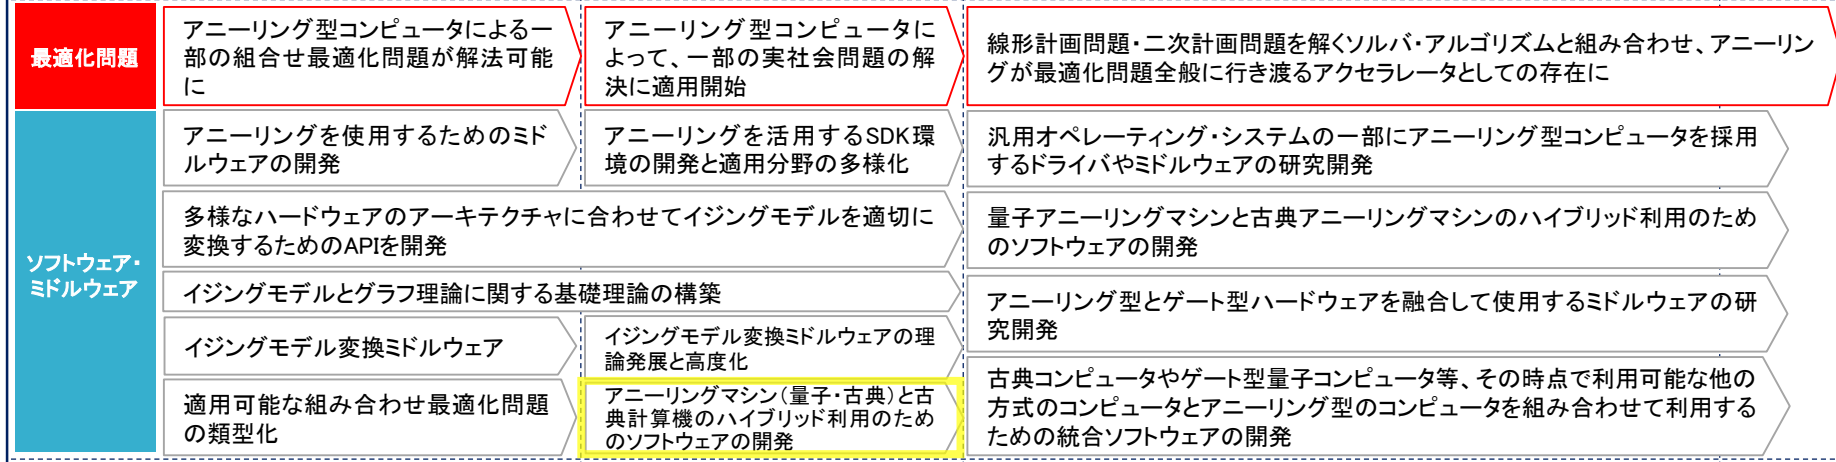 最適化問題
アニーリング型コンピュータによる一
部の組合せ最適化問題が解法可能
に
アニーリング型コンピュータに
よって、一部の実社会問題の解
決に適用開始
線形計画問題・二次計画問題を解くソルバ・アルゴリズムと組み合わせ、アニーリン
グが最適化問題全般に行き渡るアクセラレータとしての存在に
ソフトウェア・
ミドルウェア
アニーリングを使用するためのミド
ルウェアの開発
アニーリングを活用するSDK環
境の開発と適用分野の多様化
汎用オペレーティング・システムの一部にアニーリング型コンピュータを採用
するドライバやミドルウェアの研究開発
多様なハードウェアのアーキテクチャに合わせてイジングモデルを適切に
変換するためのAPIを開発
量子アニーリングマシンと古典アニーリングマシンのハイブリッド利用のため
のソフトウェアの開発
イジングモデルとグラフ理論に関する基礎理論の構築
アニーリング型とゲート型ハードウェアを融合して使用するミドルウェアの研
究開発
イジングモデル変換ミドルウェア
イジングモデル変換ミドルウェアの理
論発展と高度化
適用可能な組み合わせ最適化問題
の類型化
アニーリングマシン（量子・古典）と古
典計算機のハイブリッド利用のため
のソフトウェアの開発
古典コンピュータやゲート型量子コンピュータ等、その時点で利用可能な他の
方式のコンピュータとアニーリング型のコンピュータを組み合わせて利用する
ための統合ソフトウェアの開発